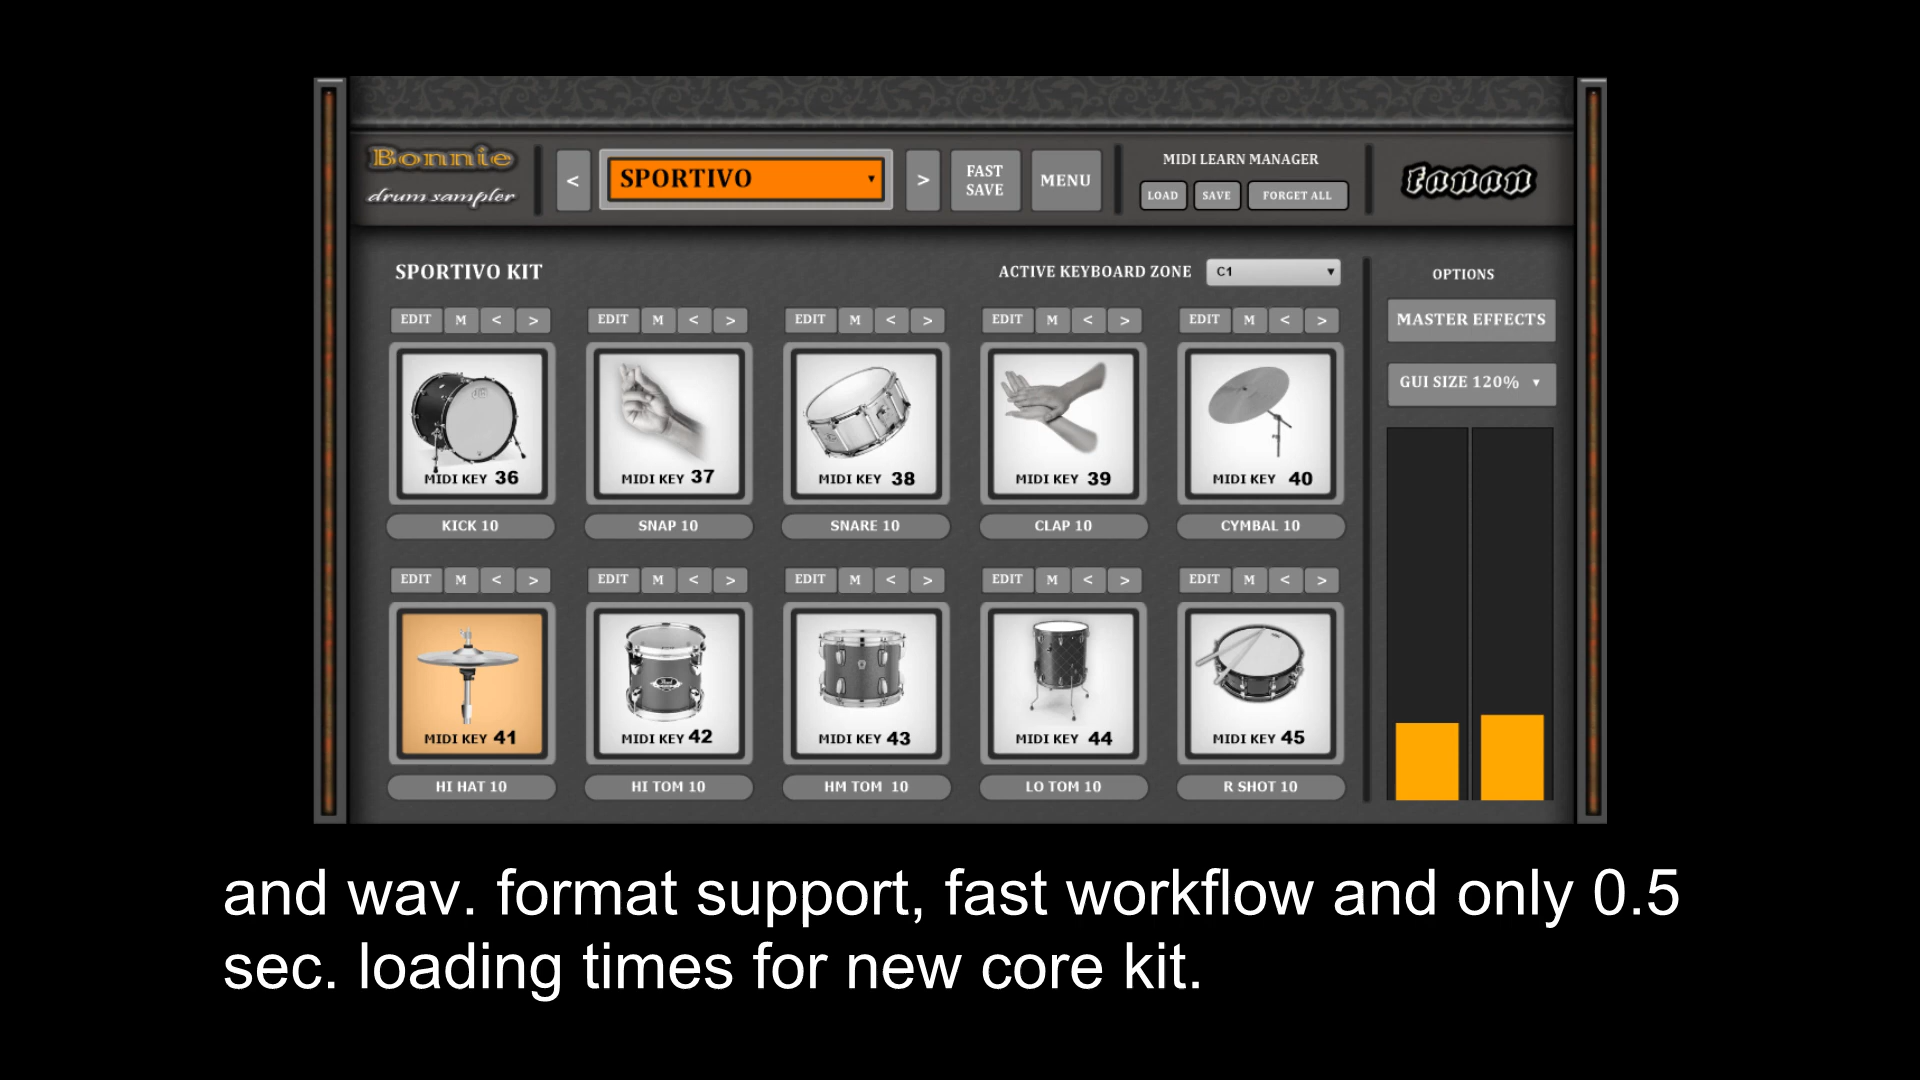 Bonnie
drum sampler
<
SPORTIVO
>
FAST
SAVE
MENU
MIDI LEARN MANAGER
LOAD
SAVE
FORGET ALL
fanan
SPORTIVO KIT
ACTIVE KEYBOARD ZONE
C1
OPTIONS
EDIT M < >
EDIT M < >
EDIT M < >
EDIT M < >
EDIT M < >
MASTER EFFECTS
GUI SIZE 120%
MIDI KEY 36
MIDI KEY 37
MIDI KEY 38
MIDI KEY 39
MIDI KEY 40
KICK 10
SNAP 10
SNARE 10
CLAP 10
CYMBAL 10
EDIT M < >
EDIT M < >
EDIT M < >
EDIT M < >
EDIT M < >
MIDI KEY 41
MIDI KEY 42
MIDI KEY 43
MIDI KEY 44
MIDI KEY 45
HI HAT 10
HI TOM 10
HM TOM 10
LO TOM 10
R SHOT 10
and wav. format support, fast workflow and only 0.5
sec. loading times for new core kit.